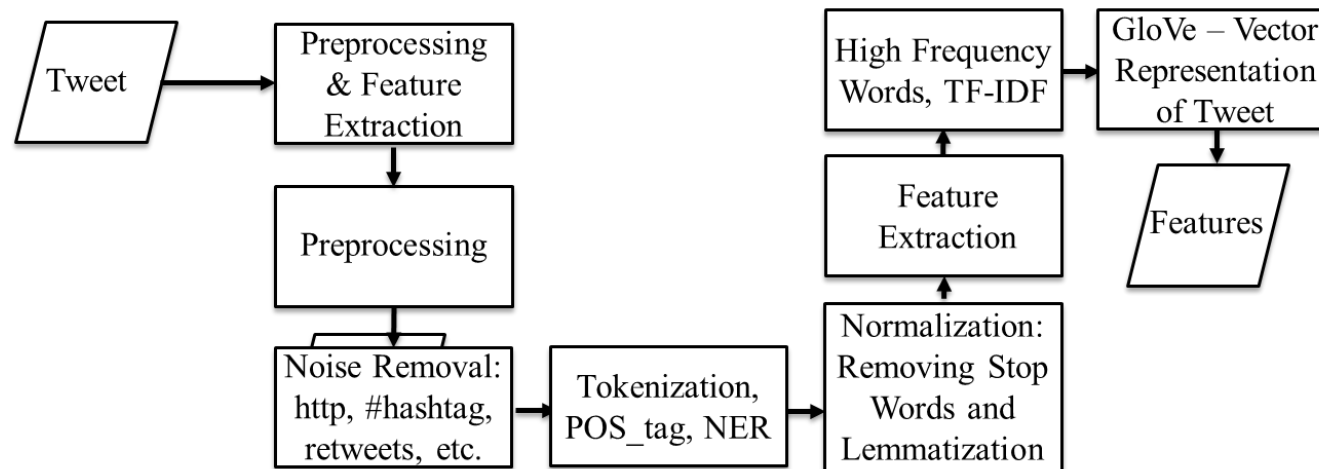 Tweet
Preprocessing
& Feature
Extraction
Preprocessing
Noise Removal:
http, #hashtag,
retweets, etc.
Tokenization,
POS_tag, NER
Normalization:
Removing Stop
Words and
Lemmatization
Feature
Extraction
High Frequency
Words, TF-IDF
GloVe – Vector
Representation
of Tweet
Features